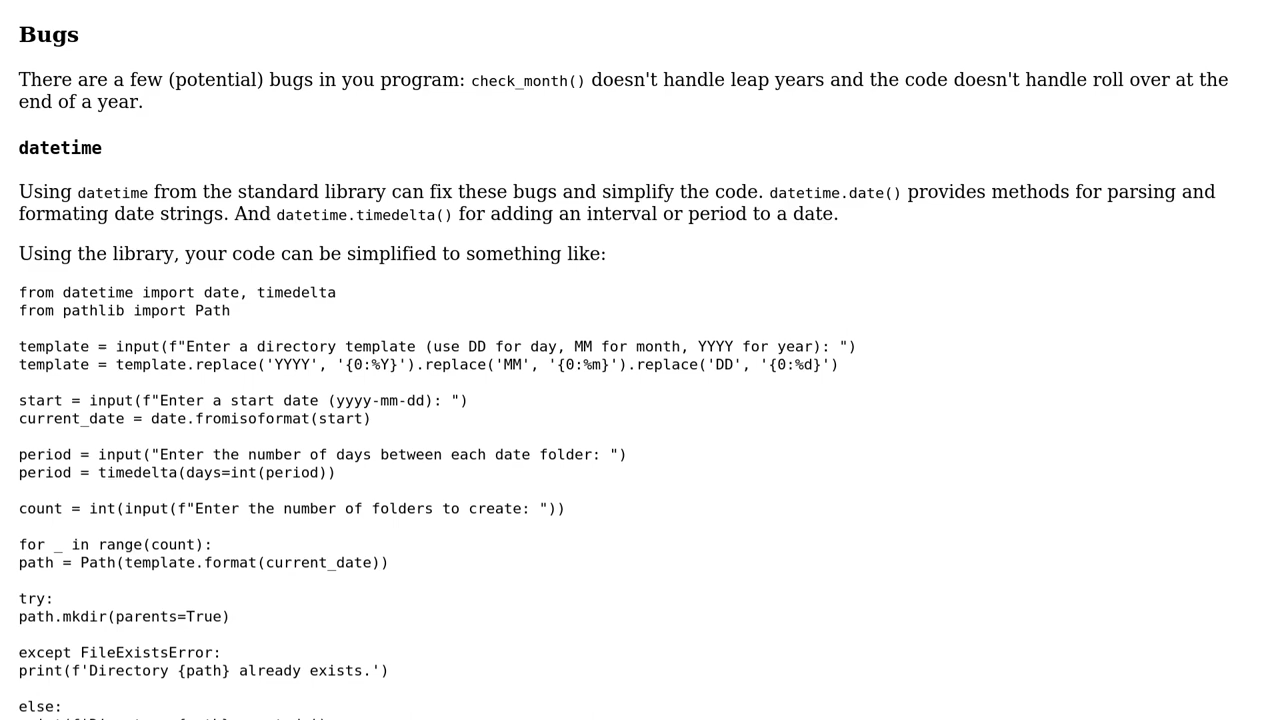 Bugs
There are a few (potential) bugs in you program: check_month() doesn't handle leap years and the code doesn't handle roll over at the
end of a year.
datetime
Using datetime from the standard library can fix these bugs and simplify the code. datetime.date() provides methods for parsing and
formating date strings. And datetime.timedelta() for adding an interval or period to a date.
Using the library, your code can be simplified to something like:
from datetime import date, timedelta
from pathlib import Path
template = input(f"Enter a directory template (use DD for day, MM for month, YYYY for year): ")
template = template.replace('YYYY', '{0:%Y}').replace('MM', '{0:%m}').replace('DD', '{0:%d}')
start = input(f"Enter a start date (yyyy-mm-dd): ")
current_date = date.fromisoformat(start)
period = input("Enter the number of days between each date folder: ")
period = timedelta(days=int(period))
count = int(input(f"Enter the number of folders to create: "))
for _ in range(count):
path = Path(template.format(current_date))
try:
path.mkdir(parents=True)
except FileExistsError:
print(f'Directory {path} already exists.')
else: